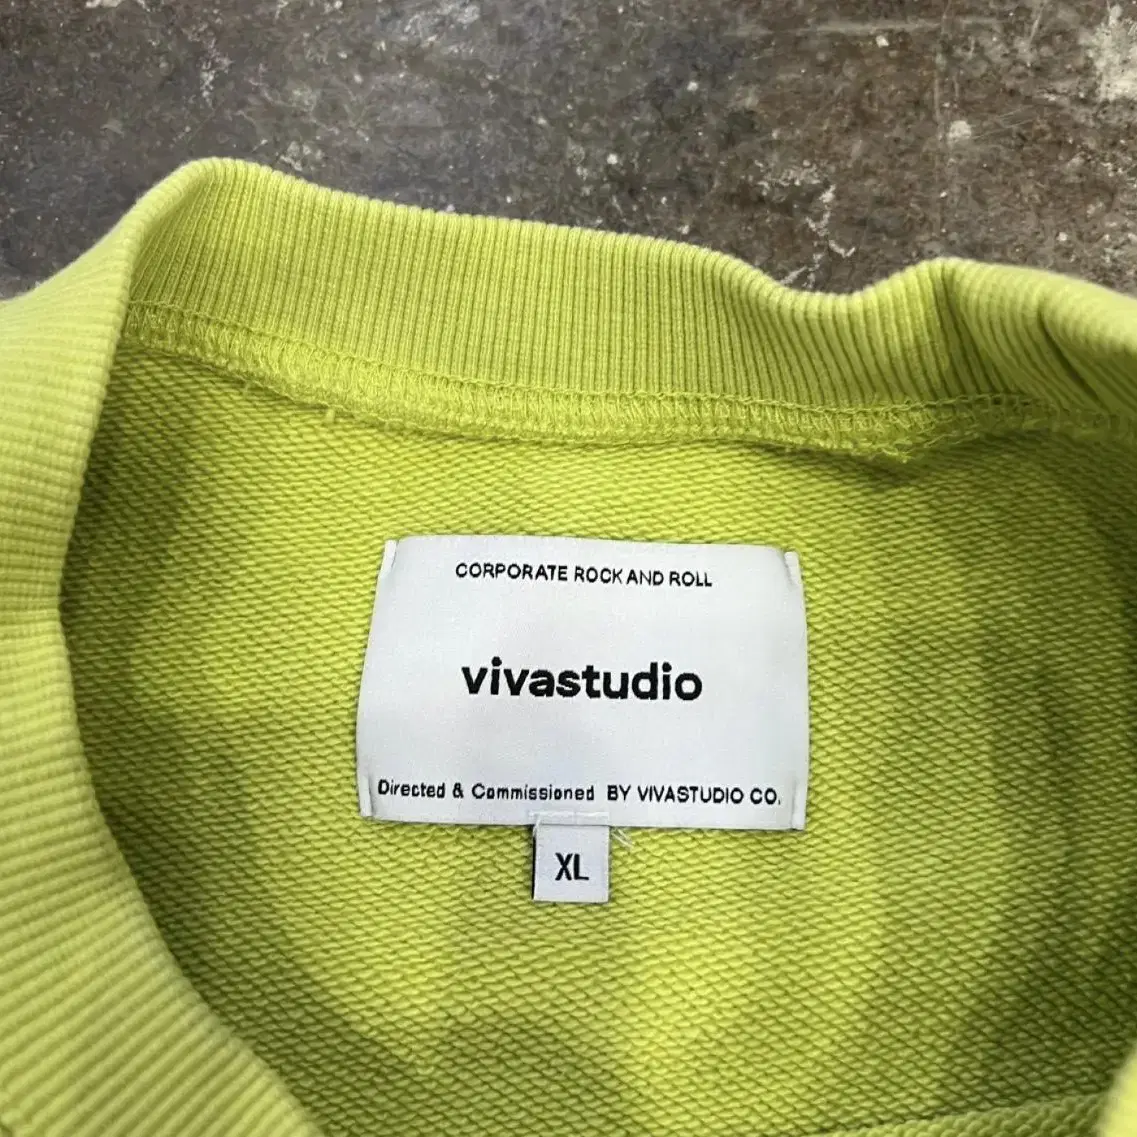 CORPORATE ROCK AND ROLL
vivastudio
Directed & Commissioned BY VIVASTUDIO CO.
XL